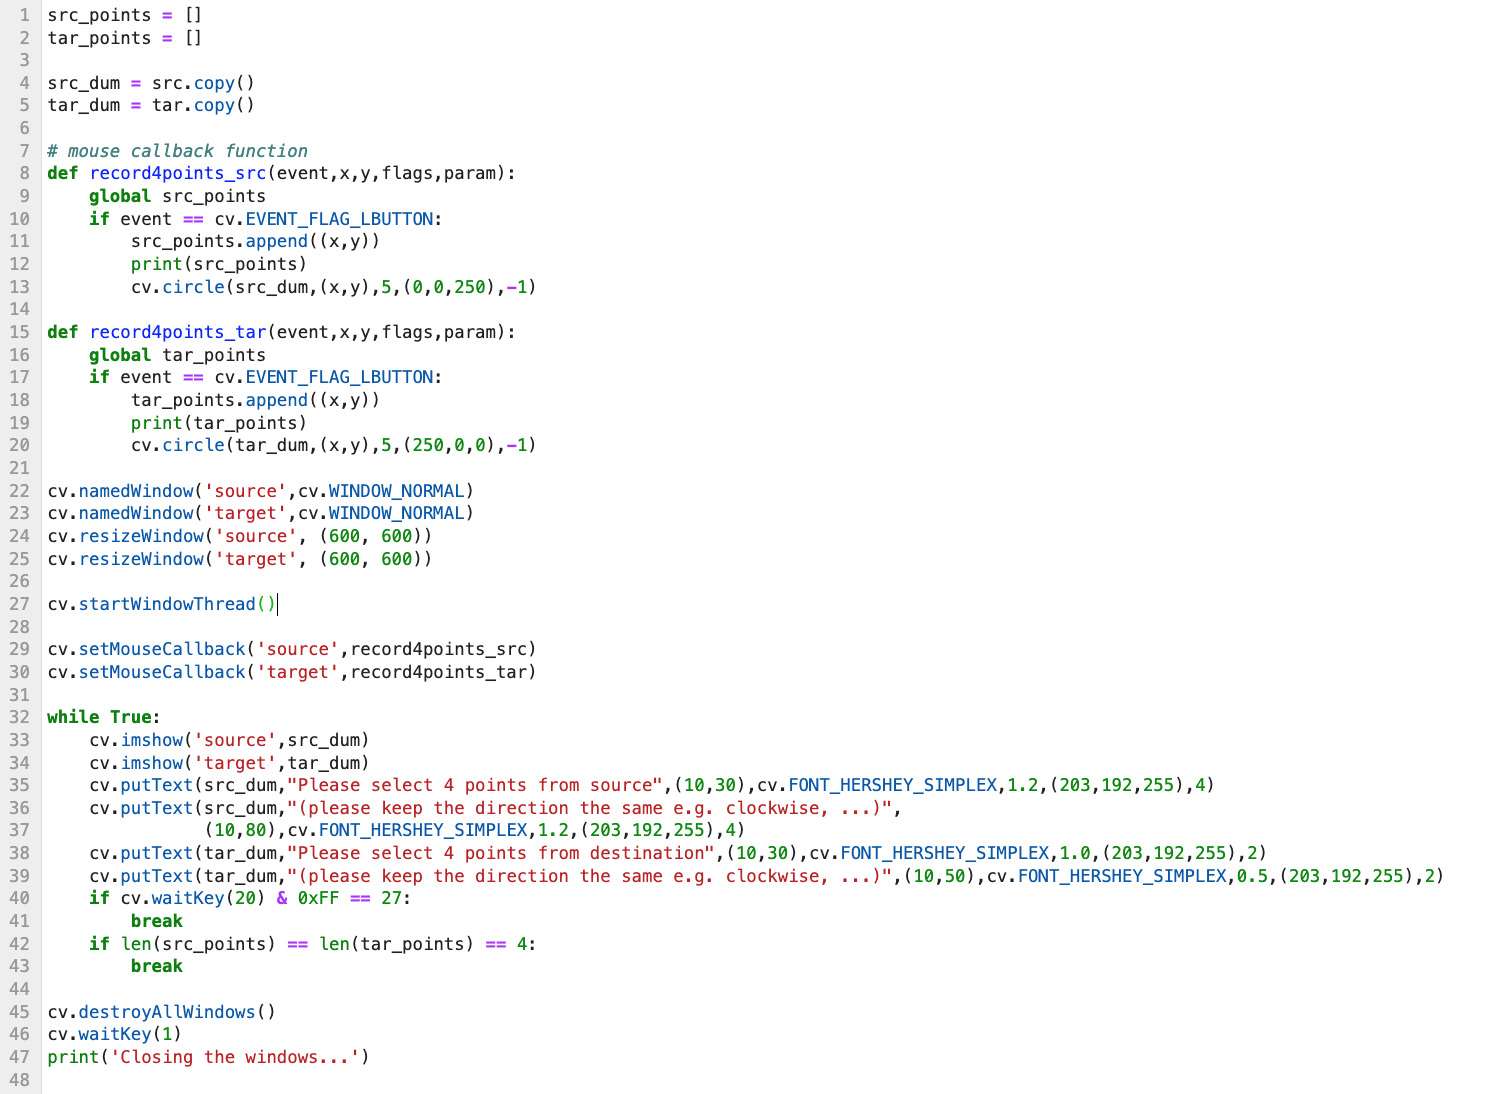 1 src_points = []
2 tar_points = []
3
4 src_dum = src.copy()
5 tar_dum = tar.copy()
6
7 # mouse callback function
8 def record4points_src(event,x,y,flags,param):
9     global src_points
10     if event == cv.EVENT_FLAG_LBUTTON:
11         src_points.append((x,y))
12         print(src_points)
13         cv.circle(src_dum,(x,y),5,(0,0,250),-1)
14
15 def record4points_tar(event,x,y,flags,param):
16     global tar_points
17     if event == cv.EVENT_FLAG_LBUTTON:
18         tar_points.append((x,y))
19         print(tar_points)
20         cv.circle(tar_dum,(x,y),5,(250,0,0),-1)
21
22 cv.namedWindow('source',cv.WINDOW_NORMAL)
23 cv.namedWindow('target',cv.WINDOW_NORMAL)
24 cv.resizeWindow('source', (600, 600))
25 cv.resizeWindow('target', (600, 600))
26
27 cv.startWindowThread()
28
29 cv.setMouseCallback('source',record4points_src)
30 cv.setMouseCallback('target',record4points_tar)
31
32 while True:
33     cv.imshow('source',src_dum)
34     cv.imshow('target',tar_dum)
35     cv.putText(src_dum,"Please select 4 points from source",(10,30),cv.FONT_HERSHEY_SIMPLEX,1.2,(203,192,255),4)
36     cv.putText(src_dum,"(please keep the direction the same e.g. clockwise, ...)",
37                (10,80),cv.FONT_HERSHEY_SIMPLEX,1.2,(203,192,255),4)
38     cv.putText(tar_dum,"Please select 4 points from destination",(10,30),cv.FONT_HERSHEY_SIMPLEX,1.0,(203,192,255),2)
39     cv.putText(tar_dum,"(please keep the direction the same e.g. clockwise, ...)",(10,50),cv.FONT_HERSHEY_SIMPLEX,0.5,(203,192,255),2)
40     if cv.waitKey(20) & 0xFF == 27:
41         break
42     if len(src_points) == len(tar_points) == 4:
43         break
44
45 cv.destroyAllWindows()
46 cv.waitKey(1)
47 print('Closing the windows...')
48